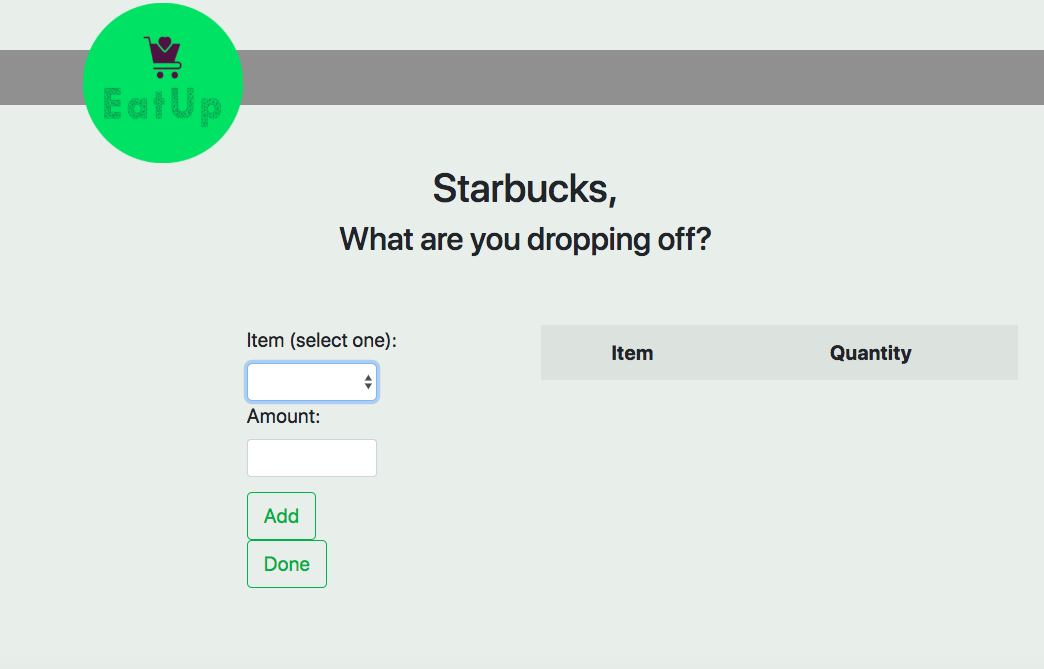 EatUp
Starbucks,
What are you dropping off?
Item (select one):
Amount:
Add
Done
Item Quantity